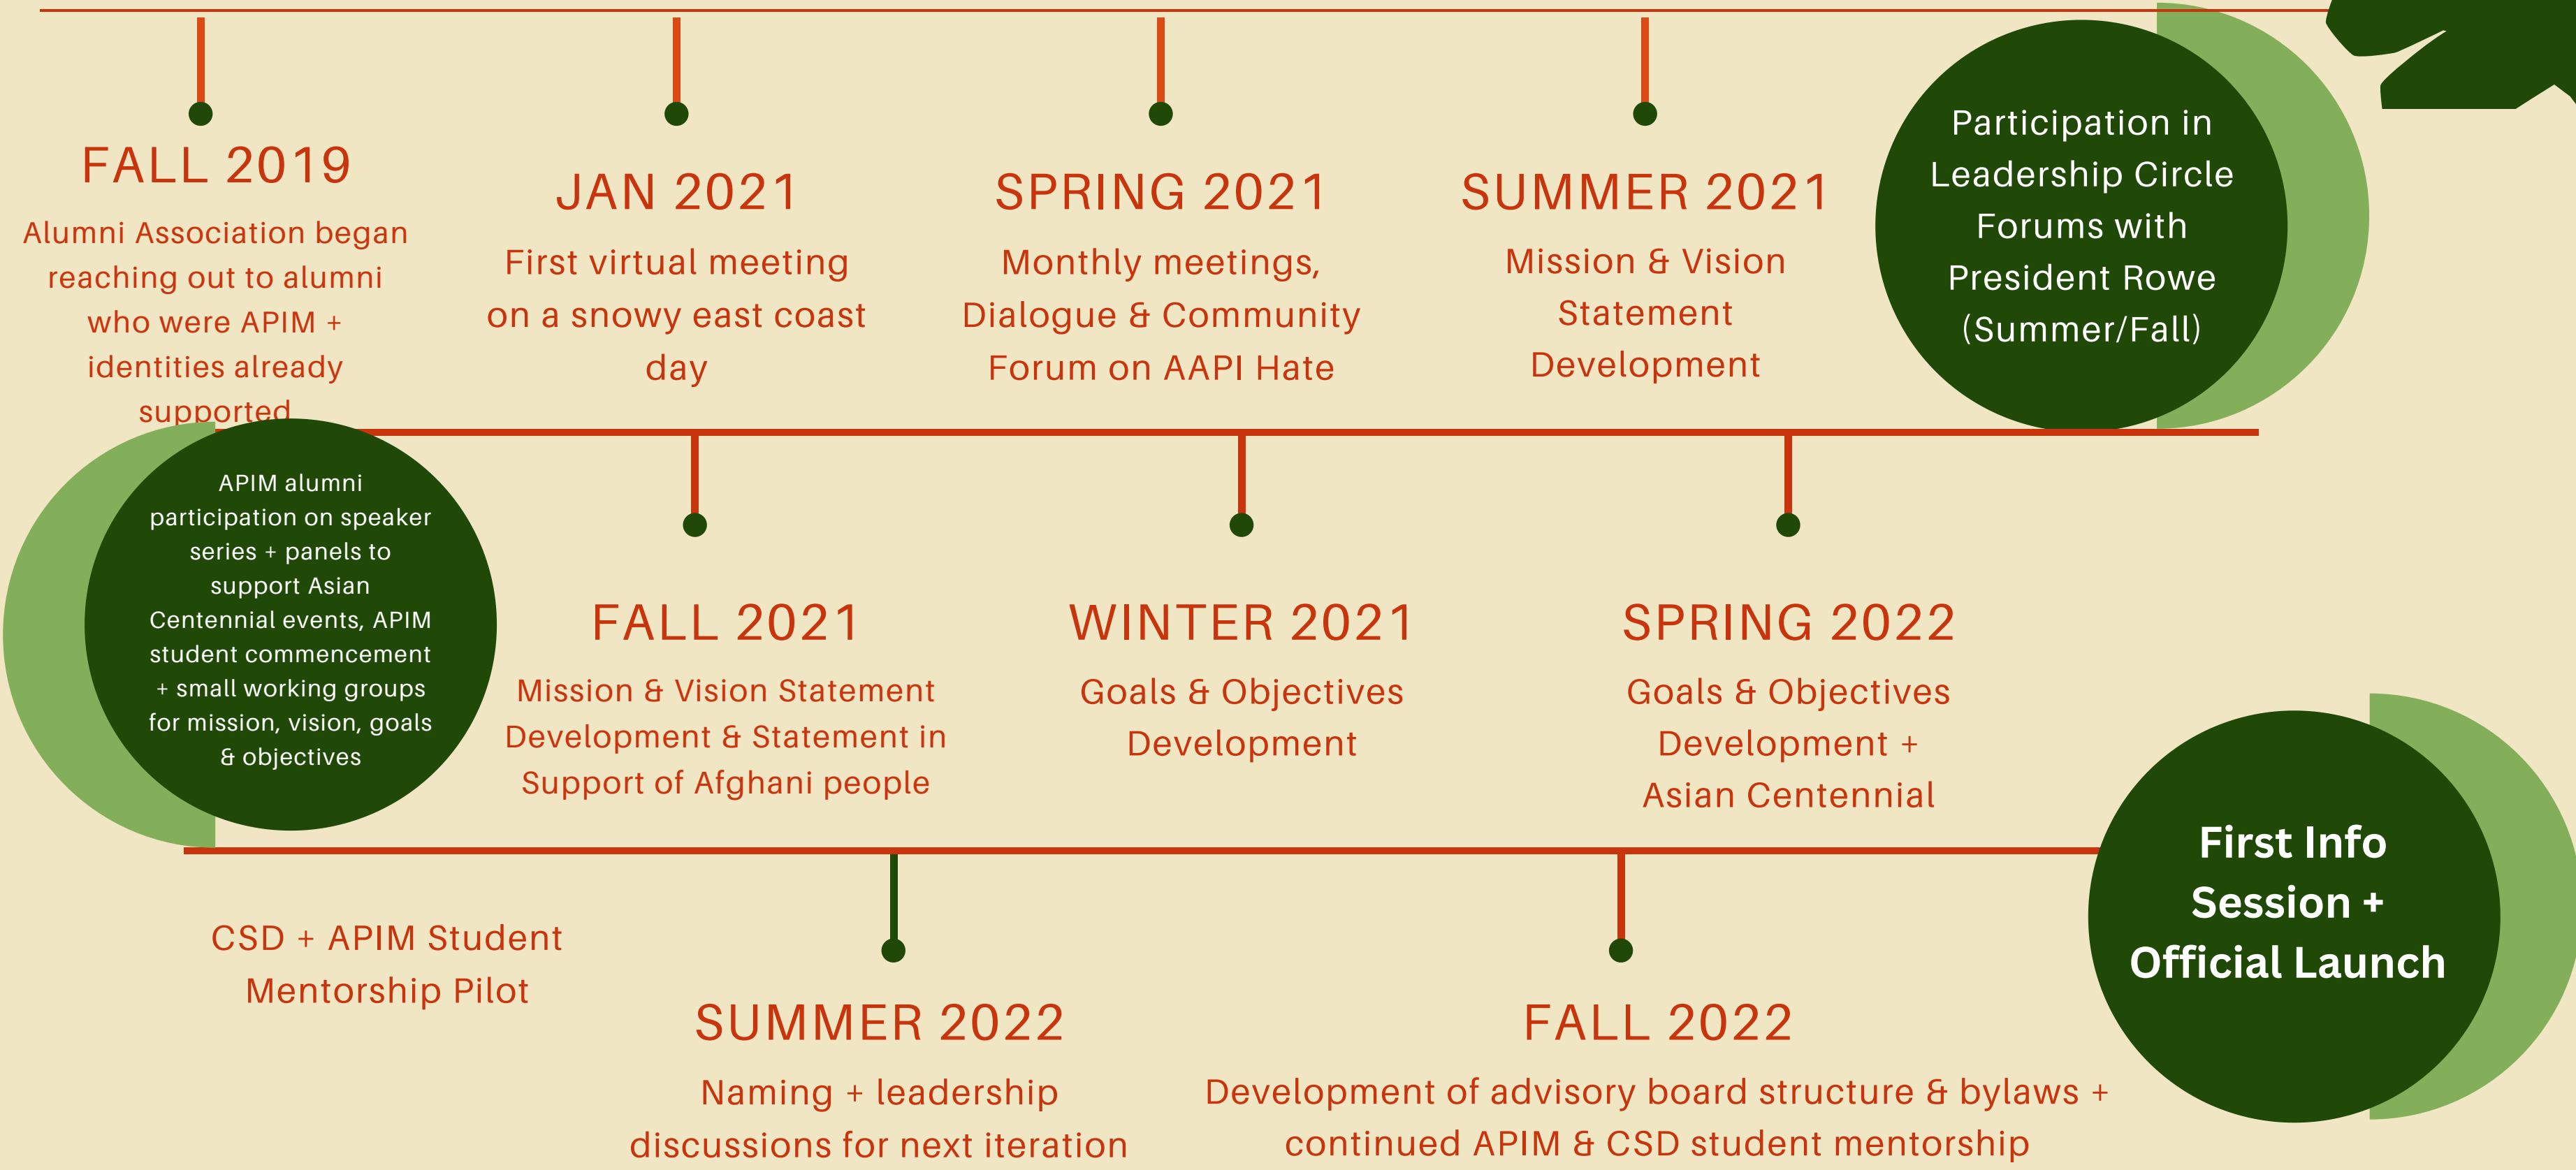 FALL 2019
Alumni Association began
reaching out to alumni
who were APIM +
identities already
supported
JAN 2021
First virtual meeting
on a snowy east coast
day
SPRING 2021
Monthly meetings,
Dialogue & Community
Forum on AAPI Hate
SUMMER 2021
Mission & Vision
Statement
Development
Participation in
Leadership Circle
Forums with
President Rowe
(Summer/Fall)
APIM alumni
participation on speaker
series + panels to
support Asian
Centennial events, APIM
student commencement
+ small working groups
for mission, vision, goals
& objectives
FALL 2021
Mission & Vision Statement
Development & Statement in
Support of Afghani people
WINTER 2021
Goals & Objectives
Development
SPRING 2022
Goals & Objectives
Development +
Asian Centennial
CSD + APIM Student
Mentorship Pilot
SUMMER 2022
Naming + leadership
discussions for next iteration
FALL 2022
Development of advisory board structure & bylaws +
continued APIM & CSD student mentorship
First Info
Session +
Official Launch